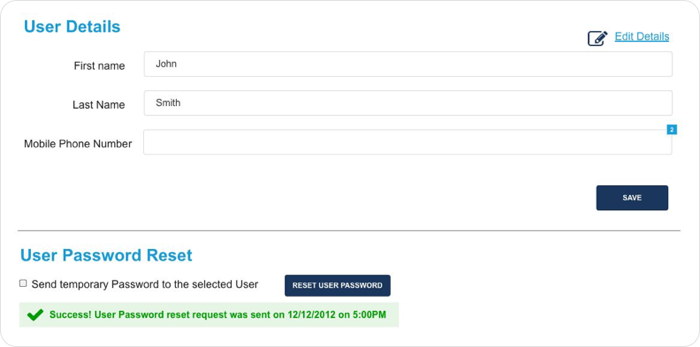 User Details
Edit Details
First name
John
Last Name
Smith
2
Mobile Phone Number
SAVE
User Password Reset
Send temporary Password to the selected User
RESET USER PASSWORD
Success! User Password reset request was sent on 12/12/2012 on 5:00PM